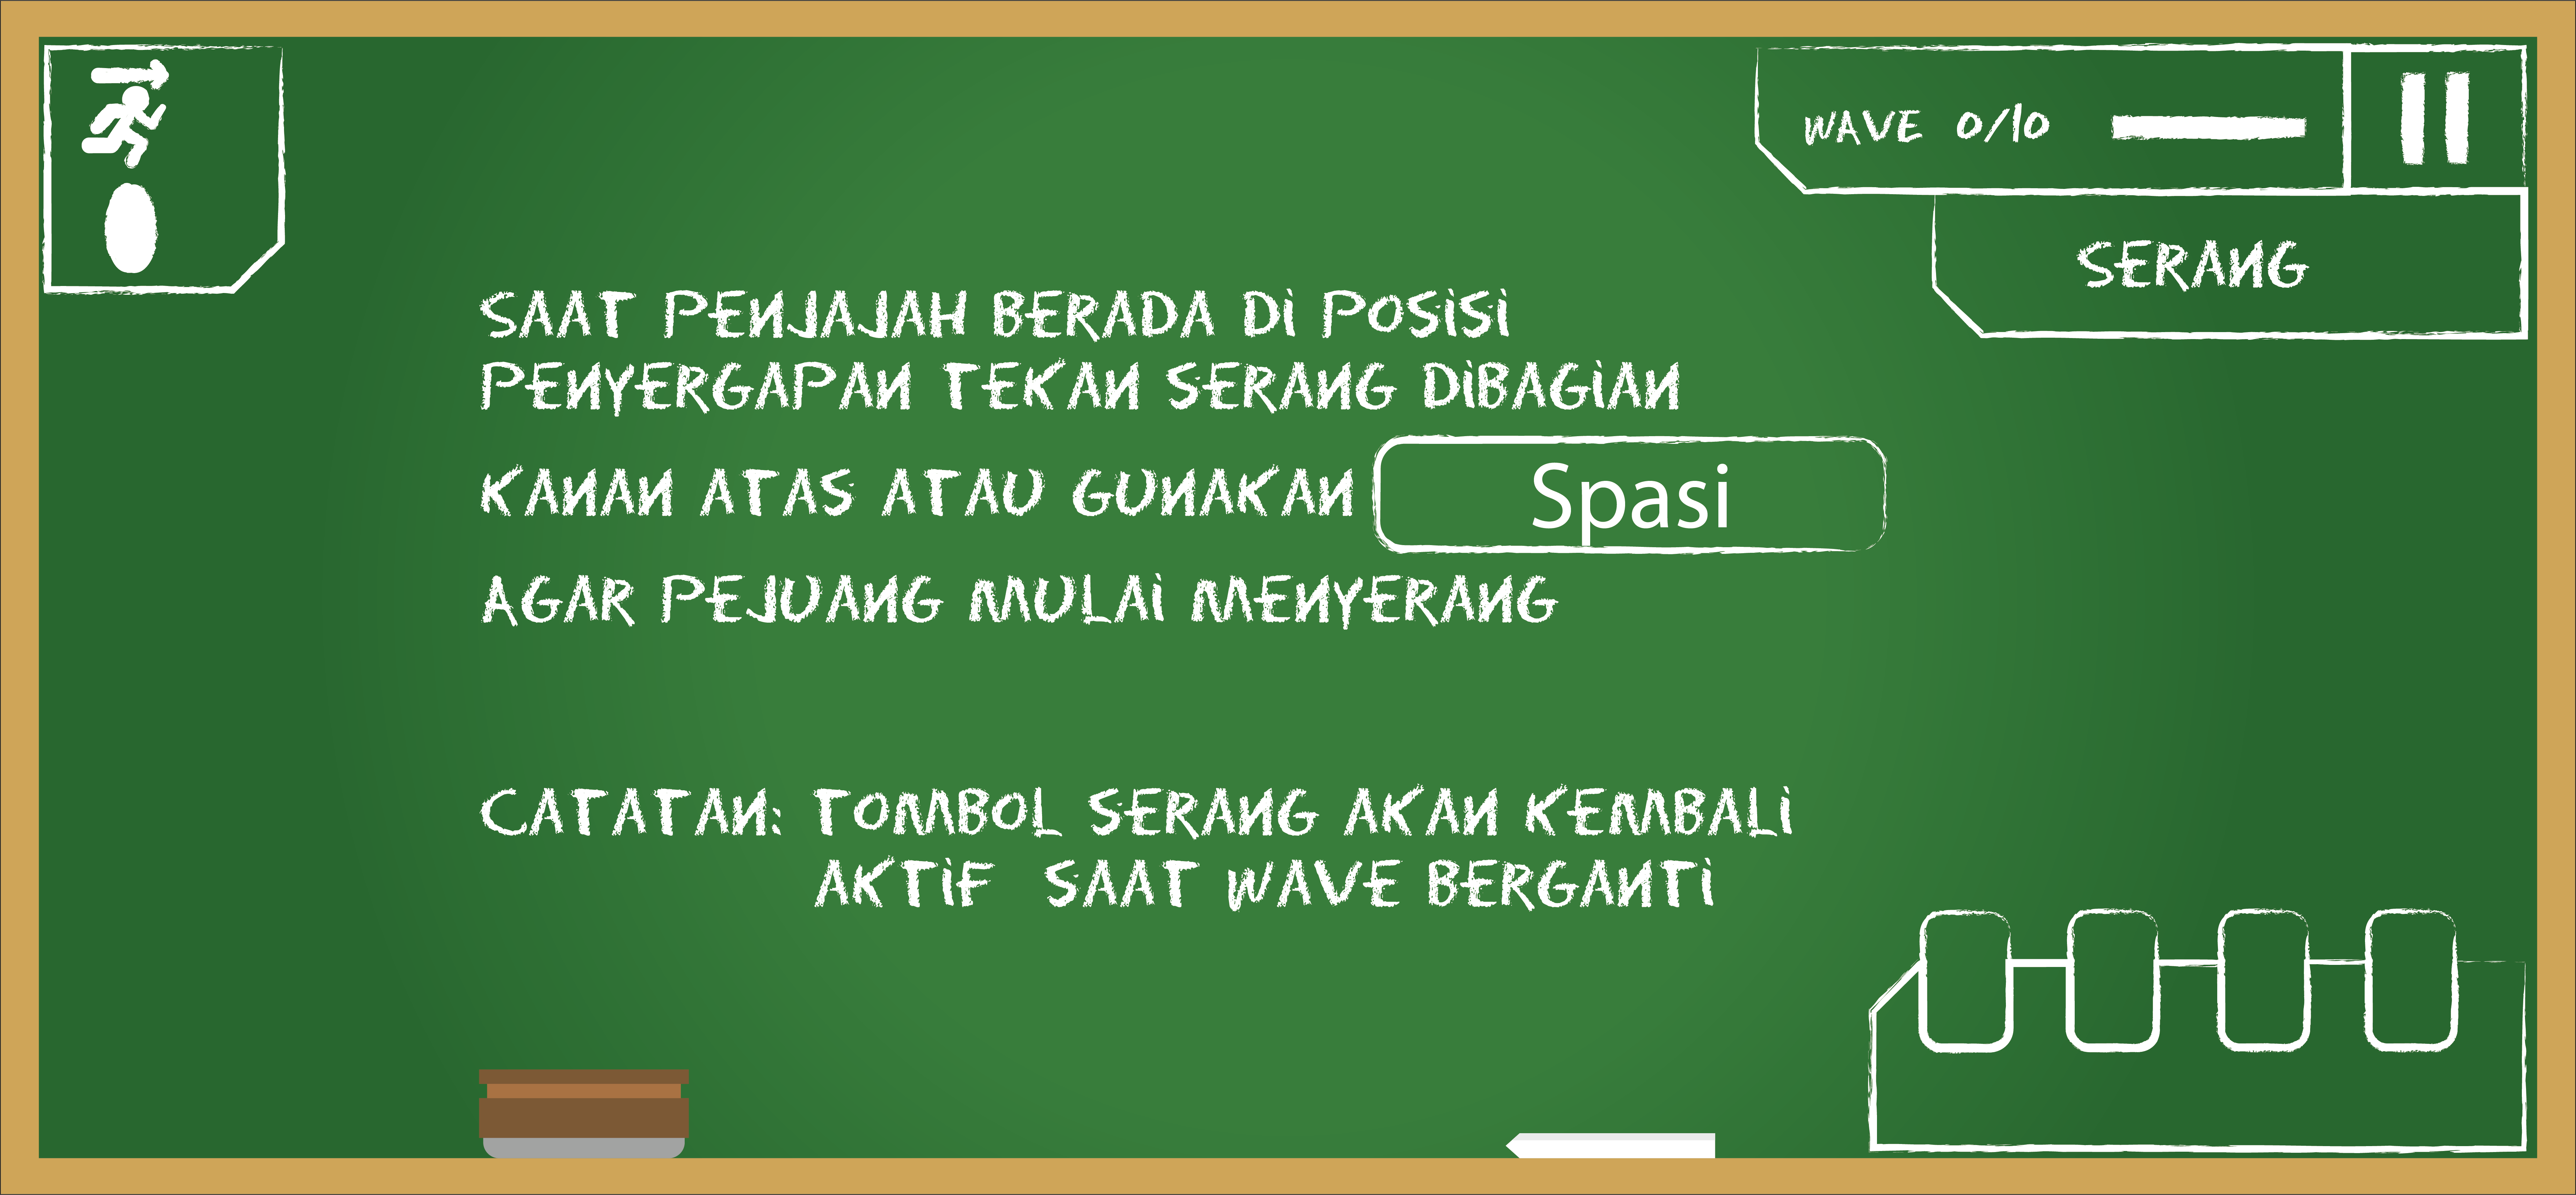 WAVE 0/10
SERANG
SAAT PENJAJAH BERADA Di POSiSi
PENYERGAPAN TEKAN SERANG DiBAGiAN
KANAN ATAS ATAU GUNAKAN Spasi
AGAR PEJUANG MULAi MENYERANG
CATATAN: TOMBOL SERANG AKAN KEMBALi
AKTiF SAAT WAVE BERGANTi